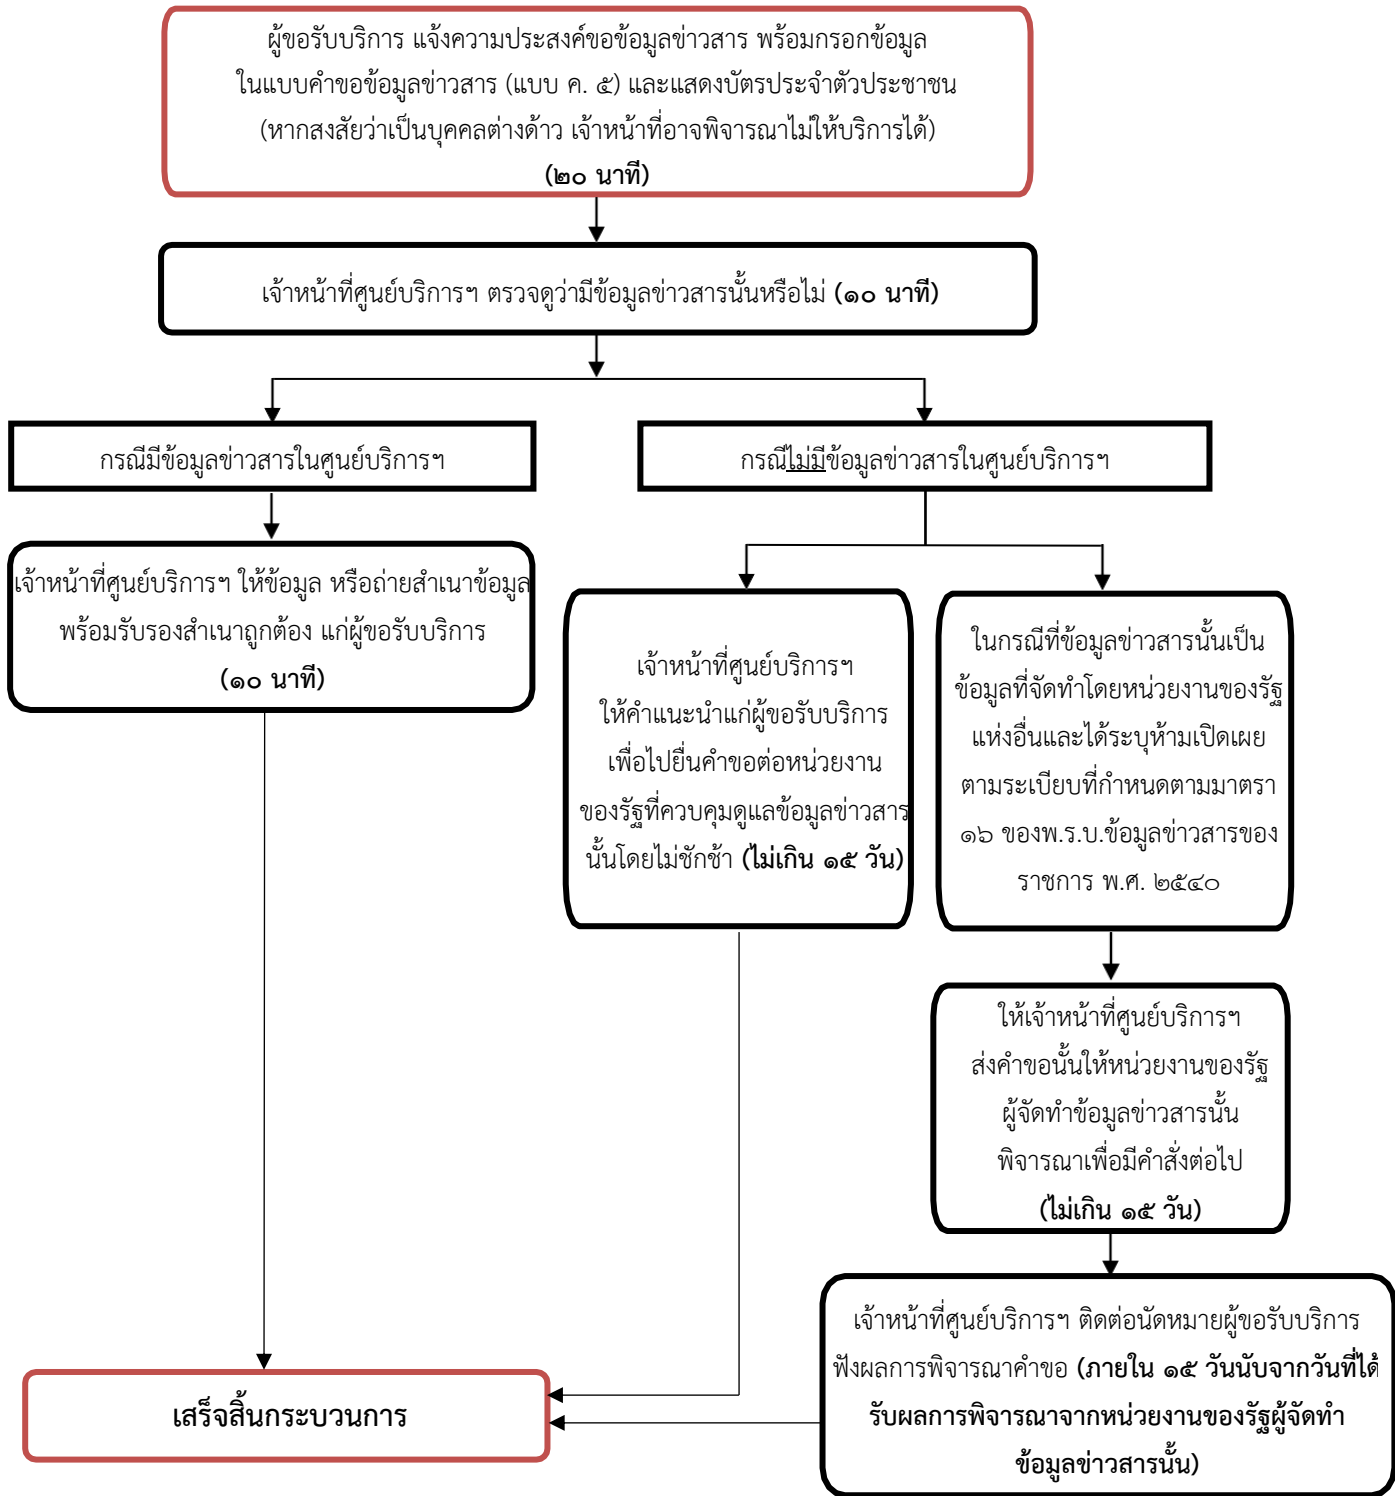 ผู้ขอรับบริการ แจ้งความประสงค์ขอข้อมูลข่าวสาร พร้อมกรอกข้อมูล
ในแบบคำขอข้อมูลข่าวสาร (แบบ ค. ๕) และแสดงบัตรประจำตัวประชาชน
(หากสงสัยว่าเป็นบุคคลต่างด้าว เจ้าหน้าที่อาจพิจารณาไม่ให้บริการได้)
(๒๐ นาที)
เจ้าหน้าที่ศูนย์บริการฯ ตรวจดูว่ามีข้อมูลข่าวสารนั้นหรือไม่ (๑๐ นาที)
กรณีมีข้อมูลข่าวสารในศูนย์บริการฯ
กรณีไม่มีข้อมูลข่าวสารในศูนย์บริการฯ
เจ้าหน้าที่ศูนย์บริการฯ ให้ข้อมูล หรือถ่ายสำเนาข้อมูล
พร้อมรับรองสำเนาถูกต้อง แก่ผู้ขอรับบริการ
(๑๐ นาที)
เจ้าหน้าที่ศูนย์บริการฯ
ให้คำแนะนำแก่ผู้ขอรับบริการ
เพื่อไปยื่นคำขอต่อหน่วยงาน
ของรัฐที่ควบคุมดูแลข้อมูลข่าวสาร
นั้นโดยไม่ชักช้า (ไม่เกิน ๑๕ วัน)
ในกรณีที่ข้อมูลข่าวสารนั้นเป็น
ข้อมูลที่จัดทำโดยหน่วยงานของรัฐ
แห่งอื่นและได้ระบุห้ามเปิดเผย
ตามระเบียบที่กำหนดตามมาตรา
๑๖ ของพ.ร.บ.ข้อมูลข่าวสารของ
ราชการ พ.ศ. ๒๕๔๐
ให้เจ้าหน้าที่ศูนย์บริการฯ
ส่งคำขอนั้นให้หน่วยงานของรัฐ
ผู้จัดทำข้อมูลข่าวสารนั้น
พิจารณาเพื่อมีคำสั่งต่อไป
(ไม่เกิน ๑๕ วัน)
เจ้าหน้าที่ศูนย์บริการฯ ติดต่อนัดหมายผู้ขอรับบริการ
ฟังผลการพิจารณาคำขอ (ภายใน ๑๕ วันนับจากวันที่ได้
รับผลการพิจารณาจากหน่วยงานของรัฐผู้จัดทำ
ข้อมูลข่าวสารนั้น)
เสร็จสิ้นกระบวนการ